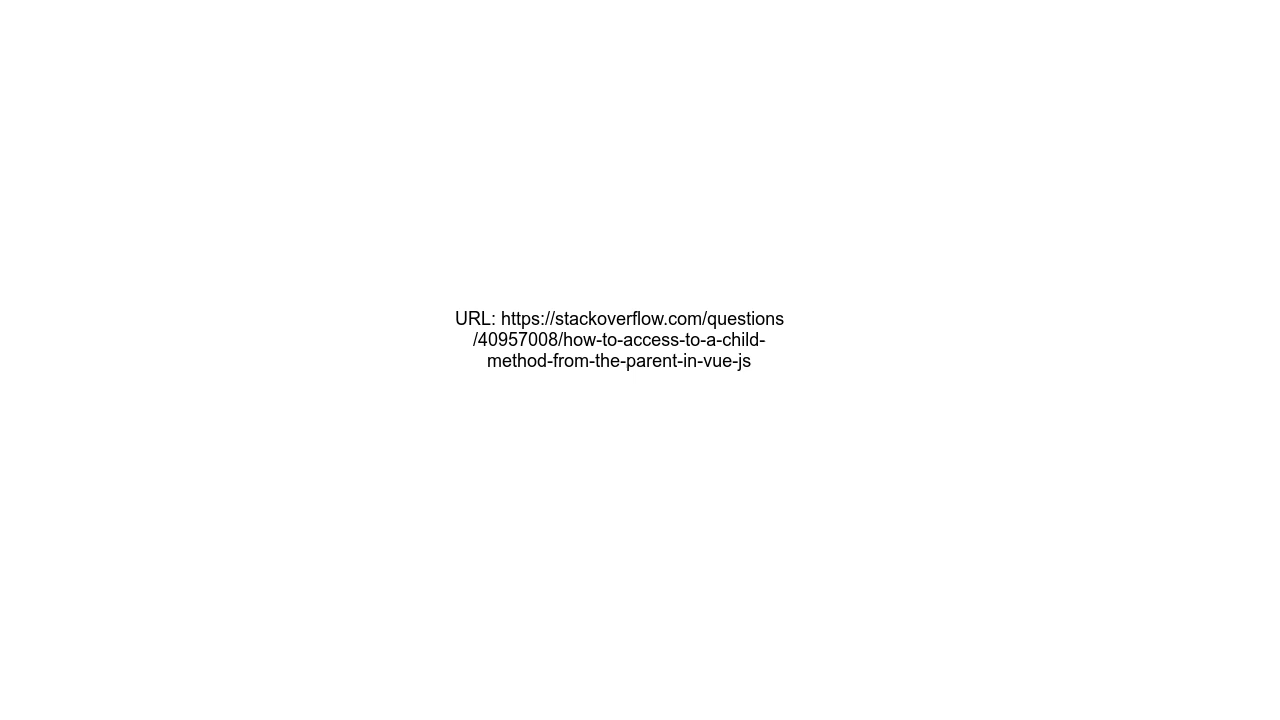 URL: https://stackoverflow.com/questions
/40957008/how-to-access-to-a-child-
method-from-the-parent-in-vue-js